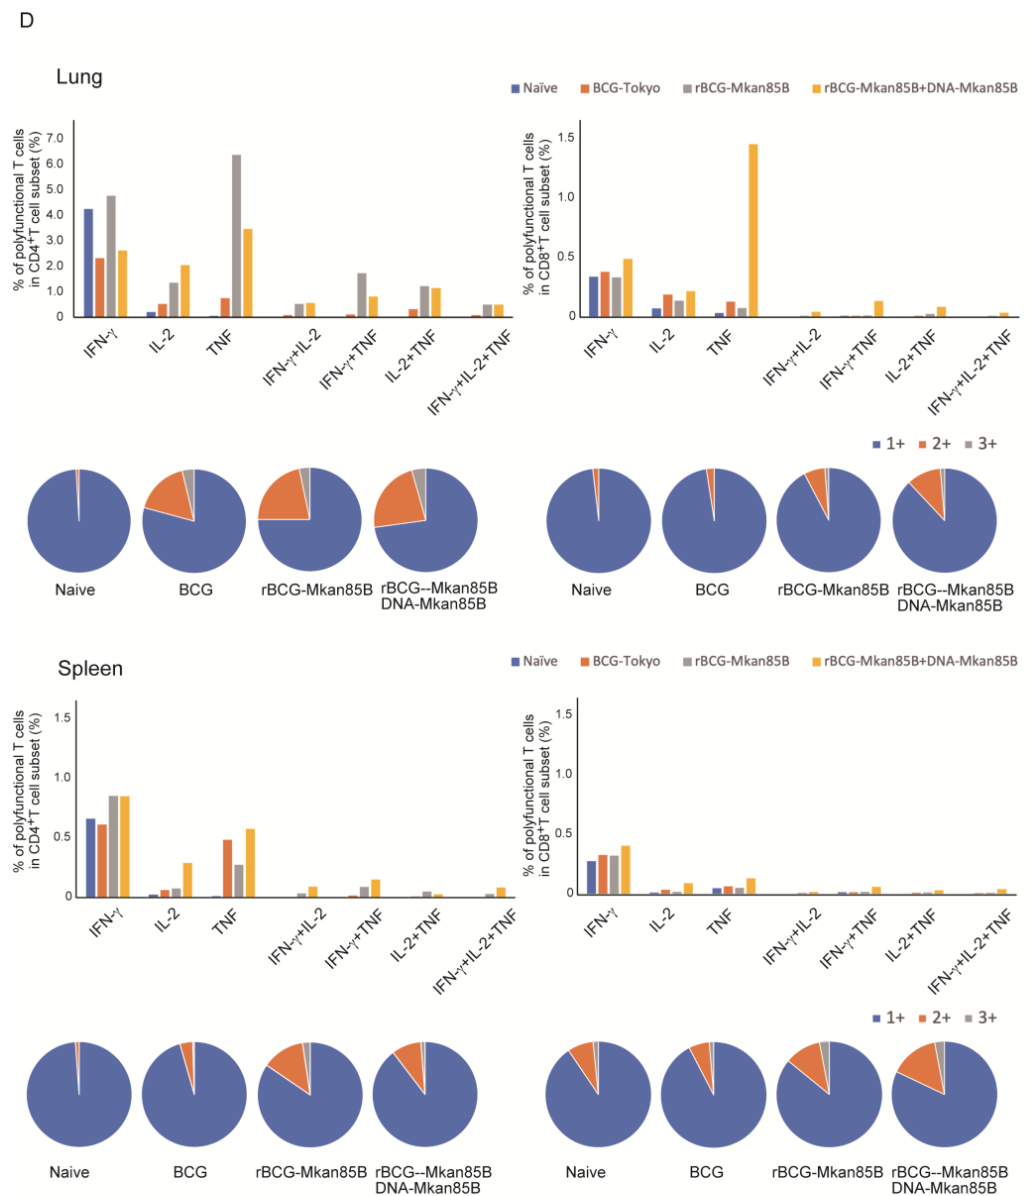 D
Lung
Naïve BCG-Tokyo rBCG-Mkan85B rBCG-Mkan85B+DNA-Mkan85B
% of polyfunctional T cells
in CD4+T cell subset (%)
7.0
6.0
5.0
4.0
3.0
2.0
1.0
0
IFN-γ
IL-2
TNF
IFN-γ+IL-2
IFN-γ+TNF
IL-2+TNF
IFN-γ+IL-2+TNF
% of polyfunctional T cells
in CD8+T cell subset (%)
1.5
1.0
0.5
0
IFN-γ
IL-2
TNF
IFN-γ+IL-2
IFN-γ+TNF
IL-2+TNF
IFN-γ+IL-2+TNF
1+ 2+ 3+
Naive
BCG
rBCG-Mkan85B
rBCG--Mkan85B
DNA-Mkan85B
Naive
BCG
rBCG-Mkan85B
rBCG--Mkan85B
DNA-Mkan85B
Spleen
Naïve BCG-Tokyo rBCG-Mkan85B rBCG-Mkan85B+DNA-Mkan85B
% of polyfunctional T cells
in CD4+T cell subset (%)
1.5
1.0
0.5
0
IFN-γ
IL-2
TNF
IFN-γ+IL-2
IFN-γ+TNF
IL-2+TNF
IFN-γ+IL-2+TNF
% of polyfunctional T cells
in CD8+T cell subset (%)
1.5
1.0
0.5
0
IFN-γ
IL-2
TNF
IFN-γ+IL-2
IFN-γ+TNF
IL-2+TNF
IFN-γ+IL-2+TNF
1+ 2+ 3+
Naive
BCG
rBCG-Mkan85B
rBCG--Mkan85B
DNA-Mkan85B
Naive
BCG
rBCG-Mkan85B
rBCG--Mkan85B
DNA-Mkan85B